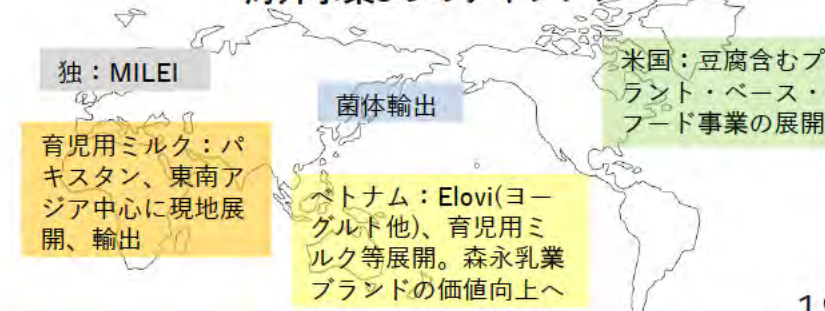 独：MILEI
菌体輸出
米国：豆腐含むプ
ラント・ベース・
フード事業の展開
育児用ミルク：パ
キスタン、東南ア
ジア中心に現地展
開、輸出
ベトナム：Elovi(ヨー
グルト他)、育児用ミ
ルク等展開。森永乳業
ブランドの価値向上へ